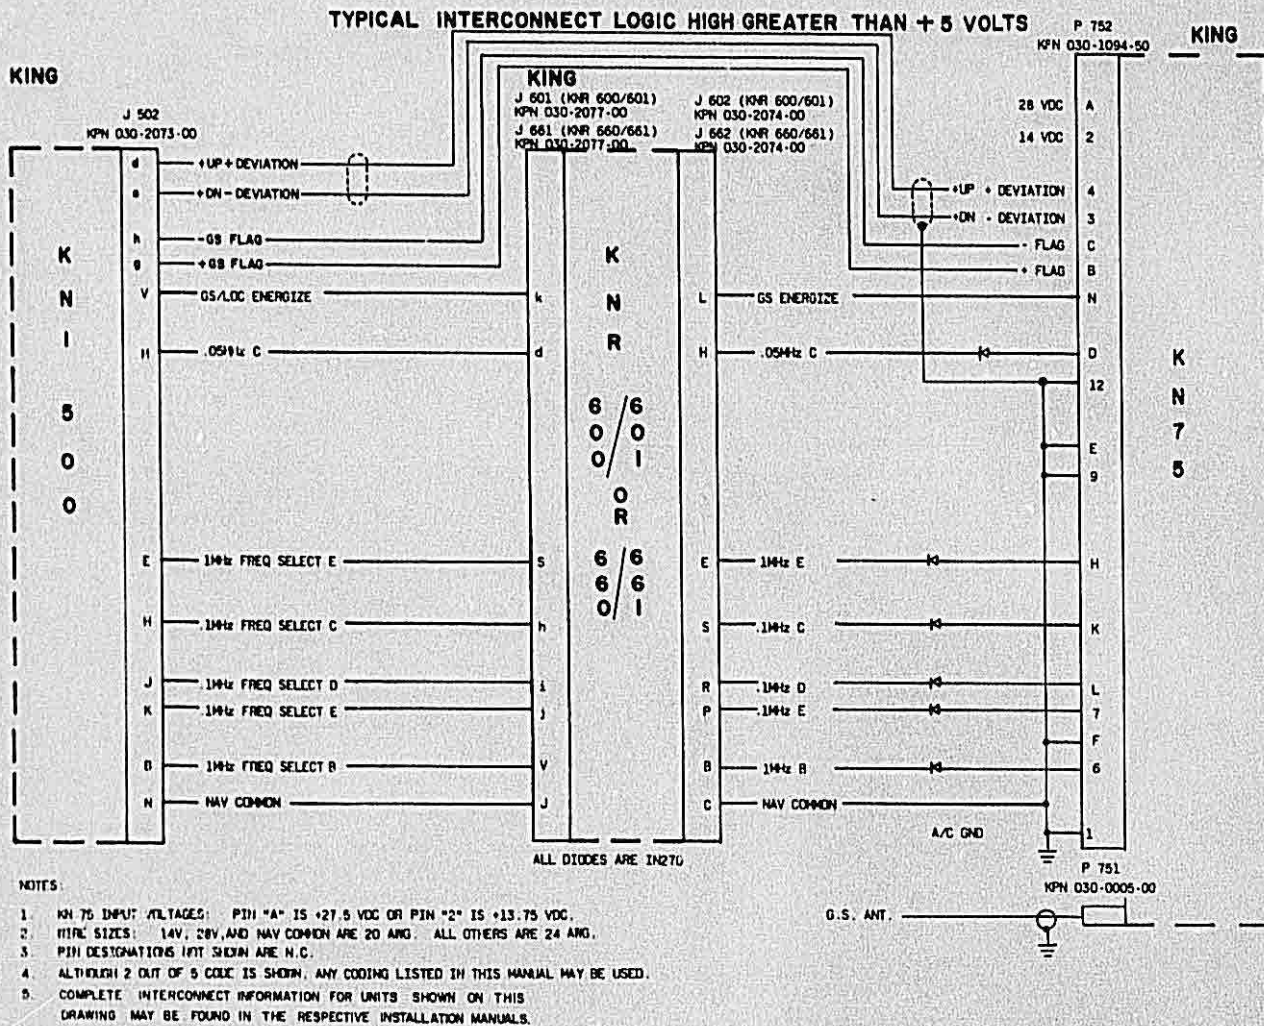 TYPICAL INTERCONNECT LOGIC HIGH GREATER THAN + 5 VOLTS
P 752
KPN 030-1094-50
KING
KING
KING
J 601 (KNR 600/601)
KPN 030-2077-00
J 661 (KNR 660/661)
KPN 030-2077-00
J 602 (KNR 600/601)
KPN 030-2074-00
J 662 (KNR 660/661)
KPN 030-2074-00
J 502
KPN 030-2073-00
28 VDC A
14 VDC 2
d +UP + DEVIATION
e +DN - DEVIATION
h -GS FLAG
g +GS FLAG
V GS/LOC ENERGIZE k
.05MHz C d
E 1MHz FREQ SELECT E S
H .1MHz FREQ SELECT C h
J .1MHz FREQ SELECT D i
K .1MHz FREQ SELECT E j
B 1MHz FREQ SELECT B V
N NAV COMMON J
KNI 500
KNR
600/601
OR
660/661
+UP + DEVIATION 4
+DN - DEVIATION 3
- FLAG C
+ FLAG B
L GS ENERGIZE N
H .05MHz C D
12
E
9
E 1MHz E H
S .1MHz C K
R .1MHz D L
P .1MHz E 7
F
B 1MHz B 6
C NAV COMMON
A/C GND 1
KN75
ALL DIODES ARE IN270
P 751
KPN 030-0005-00
G.S. ANT.
NOTES:
1. KN 75 INPUT VOLTAGES: PIN "A" IS +27.5 VDC OR PIN "2" IS +13.75 VDC.
2. WIRE SIZES: 14V, 28V, AND NAV COMMON ARE 20 AWG. ALL OTHERS ARE 24 AWG.
3. PIN DESIGNATIONS NOT SHOWN ARE N.C.
4. ALTHOUGH 2 OUT OF 5 CODE IS SHOWN, ANY CODING LISTED IN THIS MANUAL MAY BE USED.
5. COMPLETE INTERCONNECT INFORMATION FOR UNITS SHOWN ON THIS
DRAWING MAY BE FOUND IN THE RESPECTIVE INSTALLATION MANUALS.